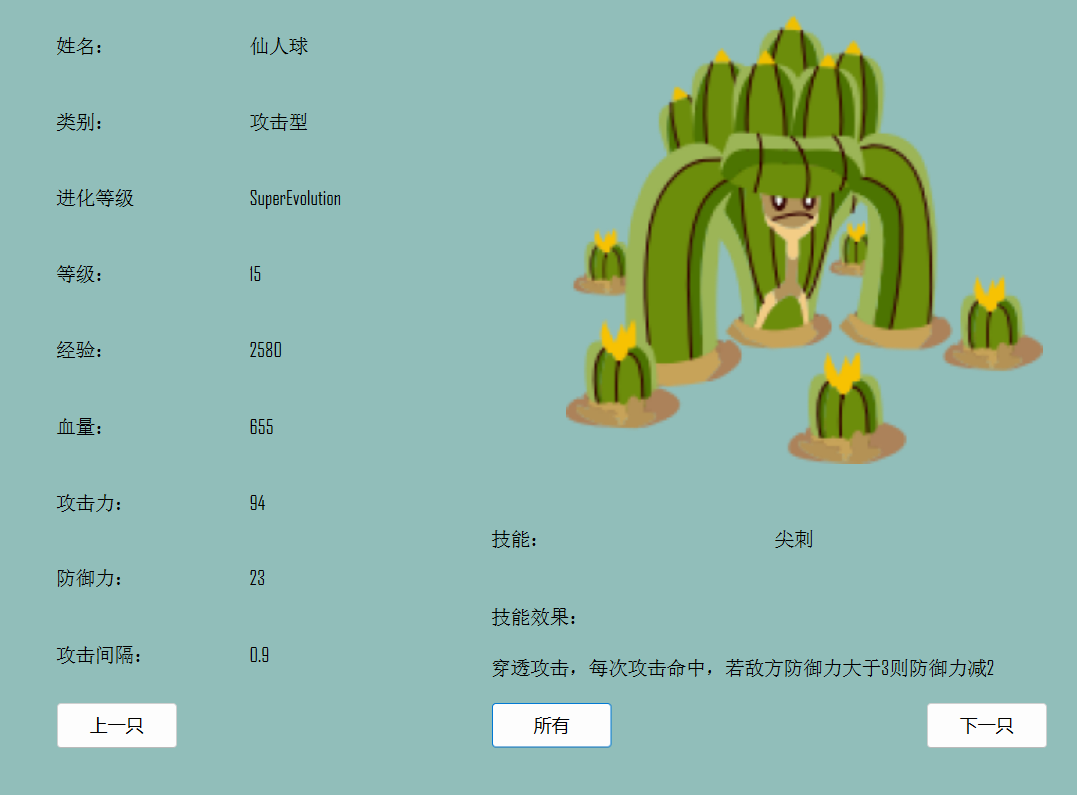 姓名： 仙人球
类别： 攻击型
进化等级 SuperEvolution
等级： 15
经验： 2580
血量： 655
攻击力： 94
防御力： 23
攻击间隔： 0.9
技能： 尖刺
技能效果：
穿透攻击，每次攻击命中，若敌方防御力大于3则防御力减2
上一只 所有 下一只